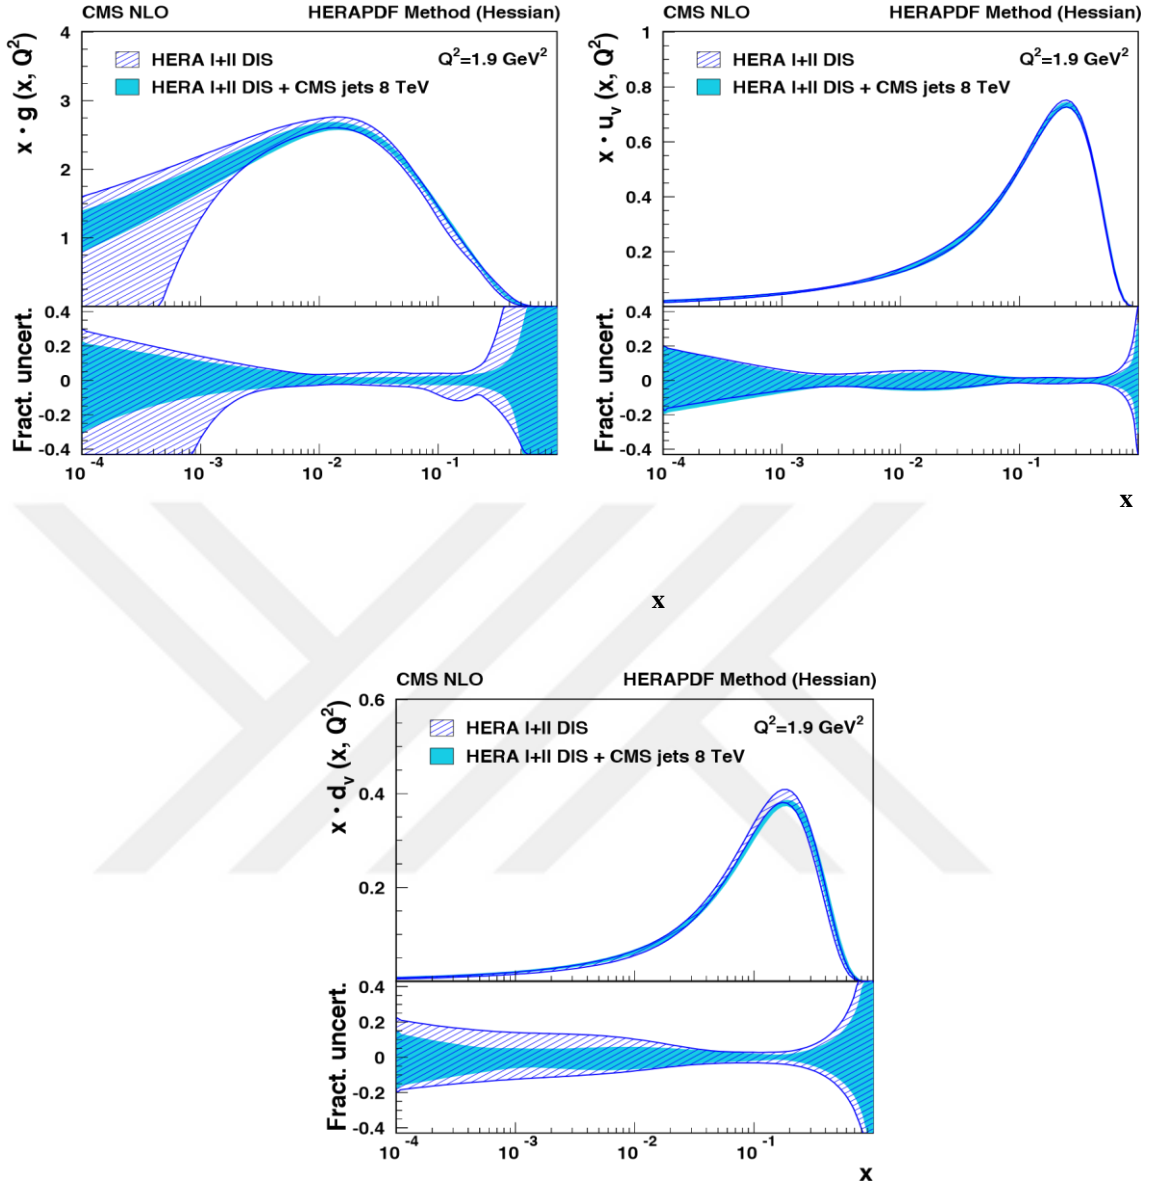 CMS NLO HERAPDF Method (Hessian)
x · g (x, Q²)
HERA I+II DIS Q²=1.9 GeV²
HERA I+II DIS + CMS jets 8 TeV
4
3
2
1
Fract. uncert.
0.4
0.2
0
-0.2
-0.4
10⁻⁴ 10⁻³ 10⁻² 10⁻¹
CMS NLO HERAPDF Method (Hessian)
x · uᵥ (x, Q²)
HERA I+II DIS Q²=1.9 GeV²
HERA I+II DIS + CMS jets 8 TeV
1
0.8
0.6
0.4
0.2
Fract. uncert.
0.4
0.2
0
-0.2
-0.4
10⁻⁴ 10⁻³ 10⁻² 10⁻¹
x
x
CMS NLO HERAPDF Method (Hessian)
x · dᵥ (x, Q²)
HERA I+II DIS Q²=1.9 GeV²
HERA I+II DIS + CMS jets 8 TeV
0.6
0.4
0.2
Fract. uncert.
0.4
0.2
0
-0.2
-0.4
10⁻⁴ 10⁻³ 10⁻² 10⁻¹
x